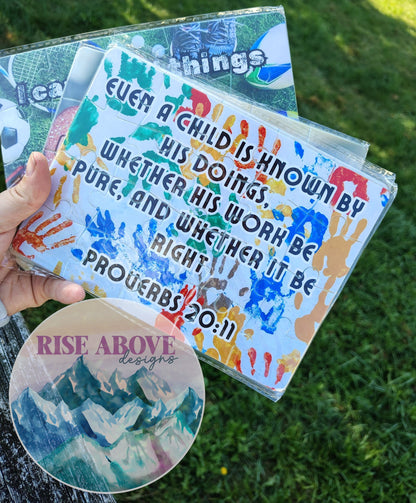 I ca
things.
EVEN A CHILD IS KNOWN BY
HIS DOINGS,
WHETHER HIS WORK BE
PURE, AND WHETHER IT BE
RIGHT
PROVERBS 20:11
RISE ABOVE
designs